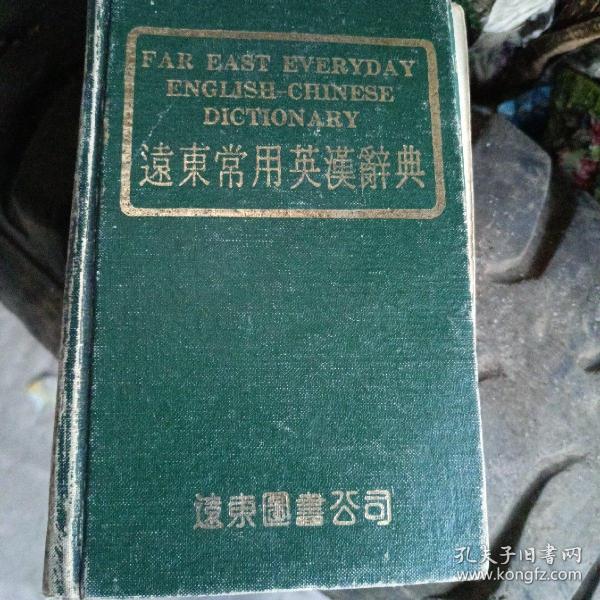 FAR EAST EVERYDAY
ENGLISH-CHINESE
DICTIONARY
遠東常用英漢辭典
遠東圖書公司
孔夫子旧书网
www.kongfz.com